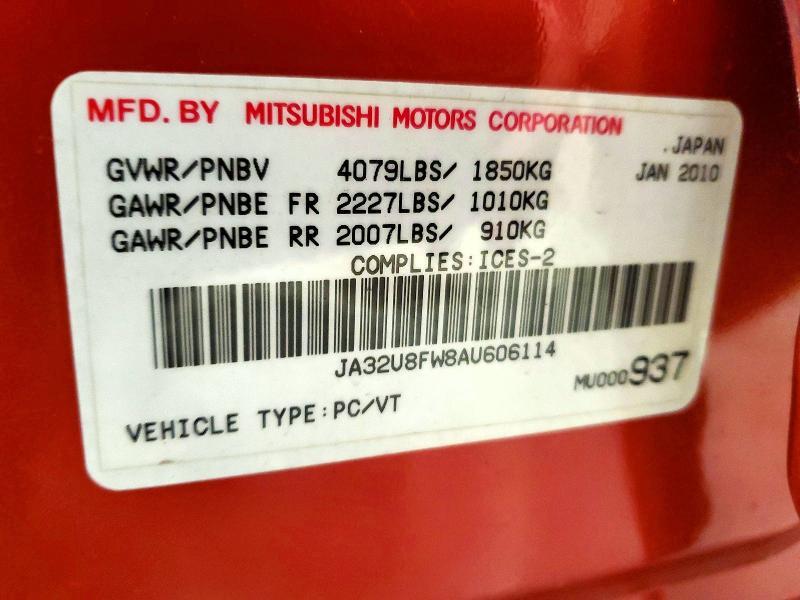 MFD. BY MITSUBISHI MOTORS CORPORATION
.JAPAN
GVWR/PNBV 4079LBS/ 1850KG
JAN 2010
GAWR/PNBE FR 2227LBS/ 1010KG
GAWR/PNBE RR 2007LBS/ 910KG
COMPLIES:ICES-2
JA32U8FW8AU606114
MU000937
VEHICLE TYPE:PC/VT